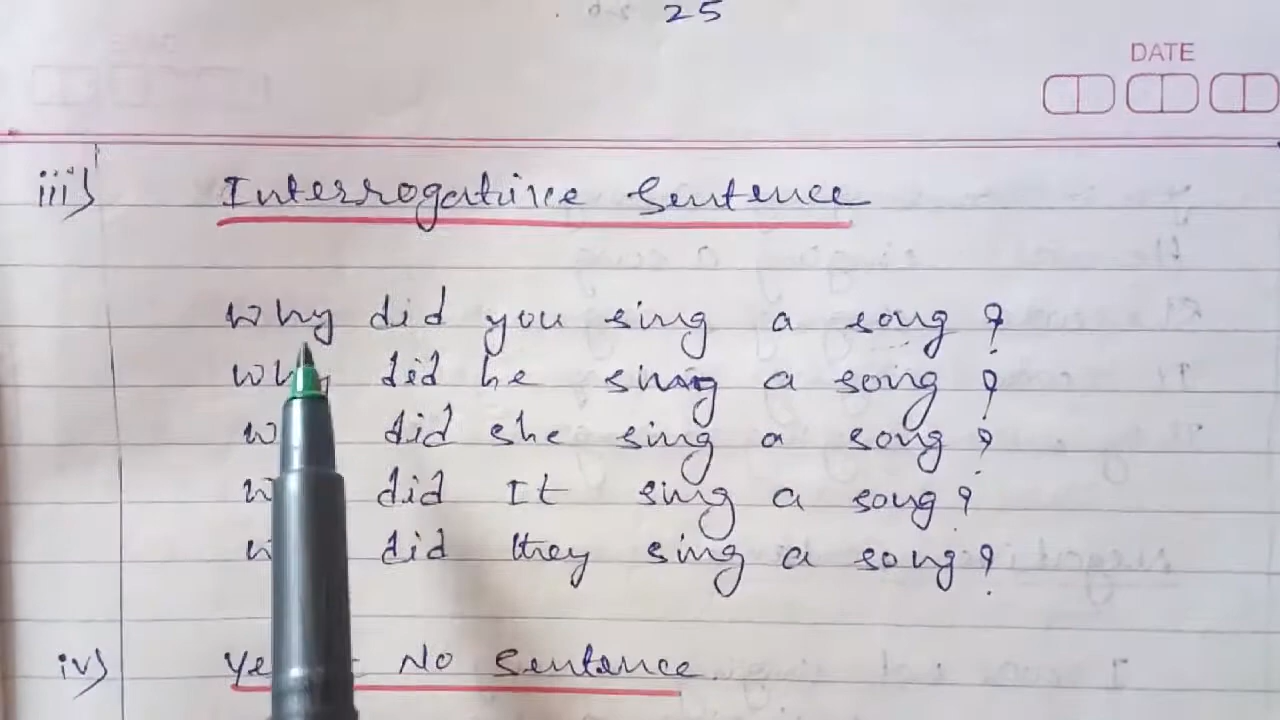 25
DATE
iii) Interrogative Sentence
Why did you sing a song ?
did he sing a song ?
did she sing a song ?
did It sing a song ?
did they sing a song ?
iv) No Sentence